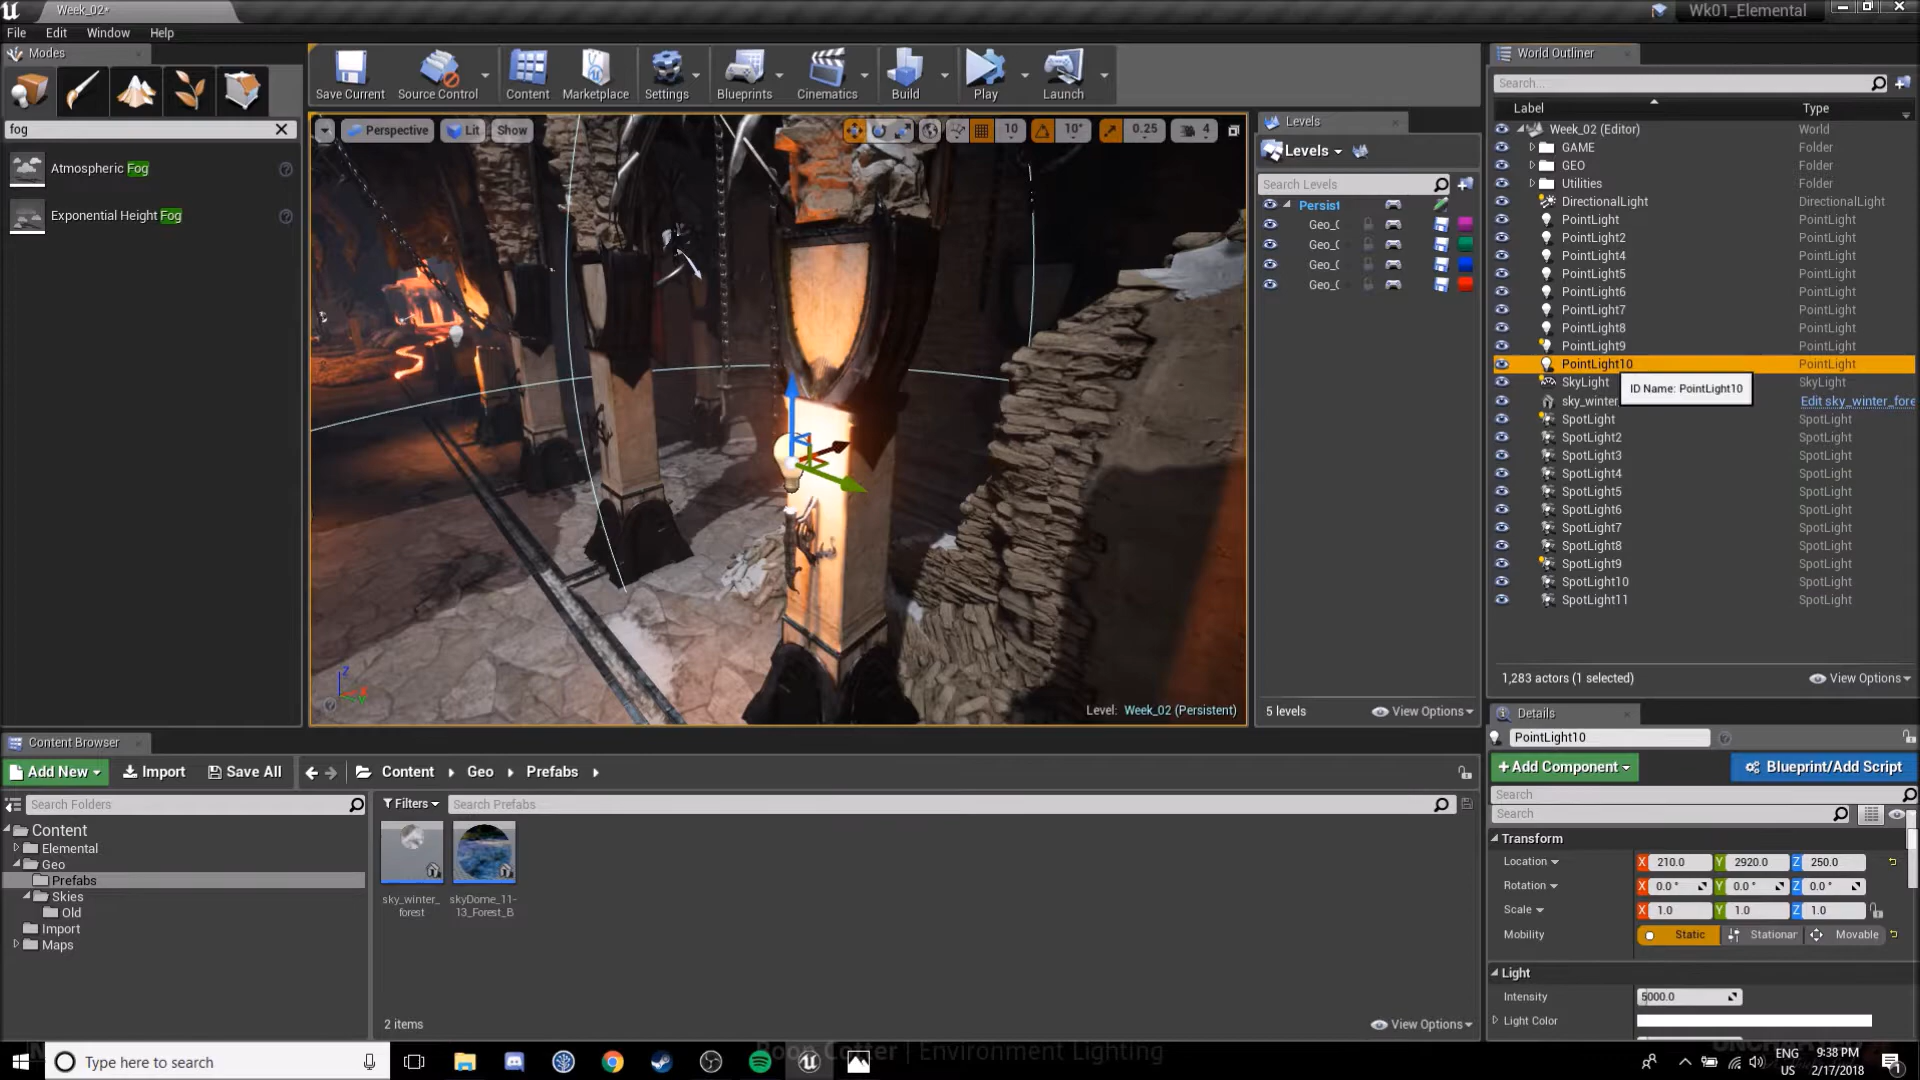 Week_02*
Wk01_Elemental
File Edit Window Help
Modes
Save Current
Source Control
Content
Marketplace
Settings
Blueprints
Cinematics
Build
Play
Launch
fog
Atmospheric Fog
Exponential Height Fog
Perspective Lit Show
10 10° 0.25 4
Level: Week_02 (Persistent)
Levels
Levels
Search Levels
Persist
Geo_0
Geo_0
Geo_0
Geo_0
5 levels
View Options
World Outliner
Search...
Label Type
Week_02 (Editor) World
GAME Folder
GEO Folder
Utilities Folder
DirectionalLight DirectionalLight
PointLight PointLight
PointLight2 PointLight
PointLight4 PointLight
PointLight5 PointLight
PointLight6 PointLight
PointLight7 PointLight
PointLight8 PointLight
PointLight9 PointLight
PointLight10 PointLight
SkyLight SkyLight
ID Name: PointLight10
sky_winter Edit sky_winter_fore
SpotLight SpotLight
SpotLight2 SpotLight
SpotLight3 SpotLight
SpotLight4 SpotLight
SpotLight5 SpotLight
SpotLight6 SpotLight
SpotLight7 SpotLight
SpotLight8 SpotLight
SpotLight9 SpotLight
SpotLight10 SpotLight
SpotLight11 SpotLight
1,283 actors (1 selected)
View Options
Details
PointLight10
+Add Component
Blueprint/Add Script
Search
Search
Transform
Location X 210.0 Y 2920.0 Z 250.0
Rotation X 0.0° Y 0.0° Z 0.0°
Scale X 1.0 Y 1.0 Z 1.0
Mobility Static Stationar Movable
Light
Intensity 5000.0
Light Color
Content Browser
Add New Import Save All Content Geo Prefabs
Search Folders
Content
Elemental
Geo
Prefabs
Skies
Old
Import
Maps
Filters
Search Prefabs
sky_winter_
forest
skyDome_11-
13_Forest_B
2 items
View Options
Type here to search
Cotter | Environment Lighting
ENG
US
9:38 PM
2/17/2018
1